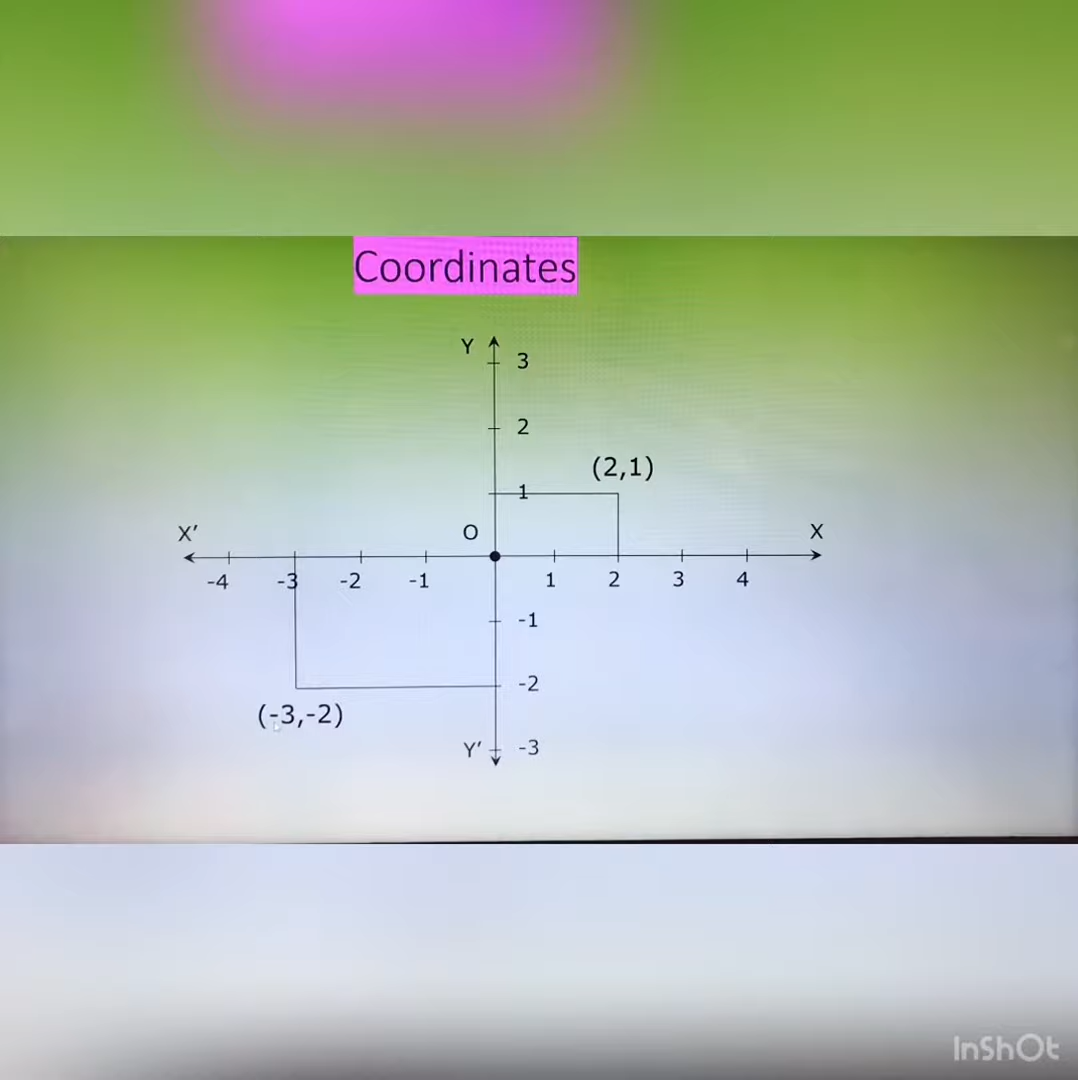 Coordinates
Y
3
2
(2,1)
1
X′ O X
-4 -3 -2 -1 1 2 3 4
-1
-2
(-3,-2)
Y′ -3
InShOt